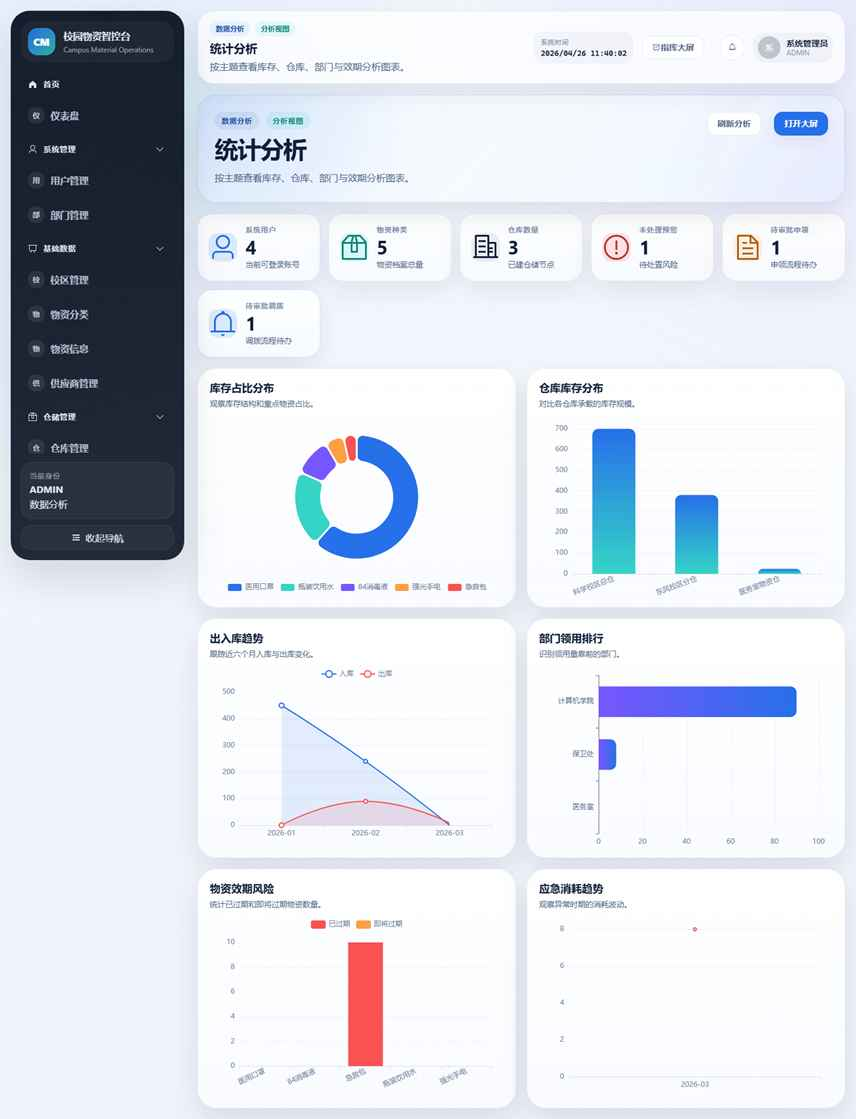 CM
校园物资智控台
Campus Material Operations
首页
仪 仪表盘
系统管理
用 用户管理
部 部门管理
基础数据
校 校区管理
物 物资分类
物 物资信息
供 供应商管理
仓储管理
仓 仓库管理
当前身份
ADMIN
数据分析
收起导航
数据分析 分析视图
统计分析
按主题查看库存、仓库、部门与效期分析图表。
系统时间
2026/04/26 11:40:02
指挥大屏
系 系统管理员
ADMIN
数据分析 分析视图
统计分析
按主题查看库存、仓库、部门与效期分析图表。
刷新分析 打开大屏
系统用户
4
当前可登录账号
物资种类
5
物资档案总量
仓库数量
3
已建仓储节点
未处理预警
1
待处置风险
待审批申领
1
申领流程待办
待审批调拨
1
调拨流程待办
库存占比分布
观察库存结构和重点物资占比。
医用口罩 瓶装饮用水 84消毒液 强光手电 急救包
仓库库存分布
对比各仓库承载的库存规模。
700
600
500
400
300
200
100
0
科学校区总仓 东风校区分仓 医务室物资仓
出入库趋势
跟踪近六个月入库与出库变化。
入库 出库
500
400
300
200
100
0
2026-01 2026-02 2026-03
部门领用排行
识别领用量靠前的部门。
计算机学院
保卫处
医务室
0 20 40 60 80 100
物资效期风险
统计已过期和即将过期物资数量。
已过期 即将过期
10
8
6
4
2
0
医用口罩 84消毒液 急救包 瓶装饮用水 强光手电
应急消耗趋势
观察异常时期的消耗波动。
8
6
4
2
0
2026-03